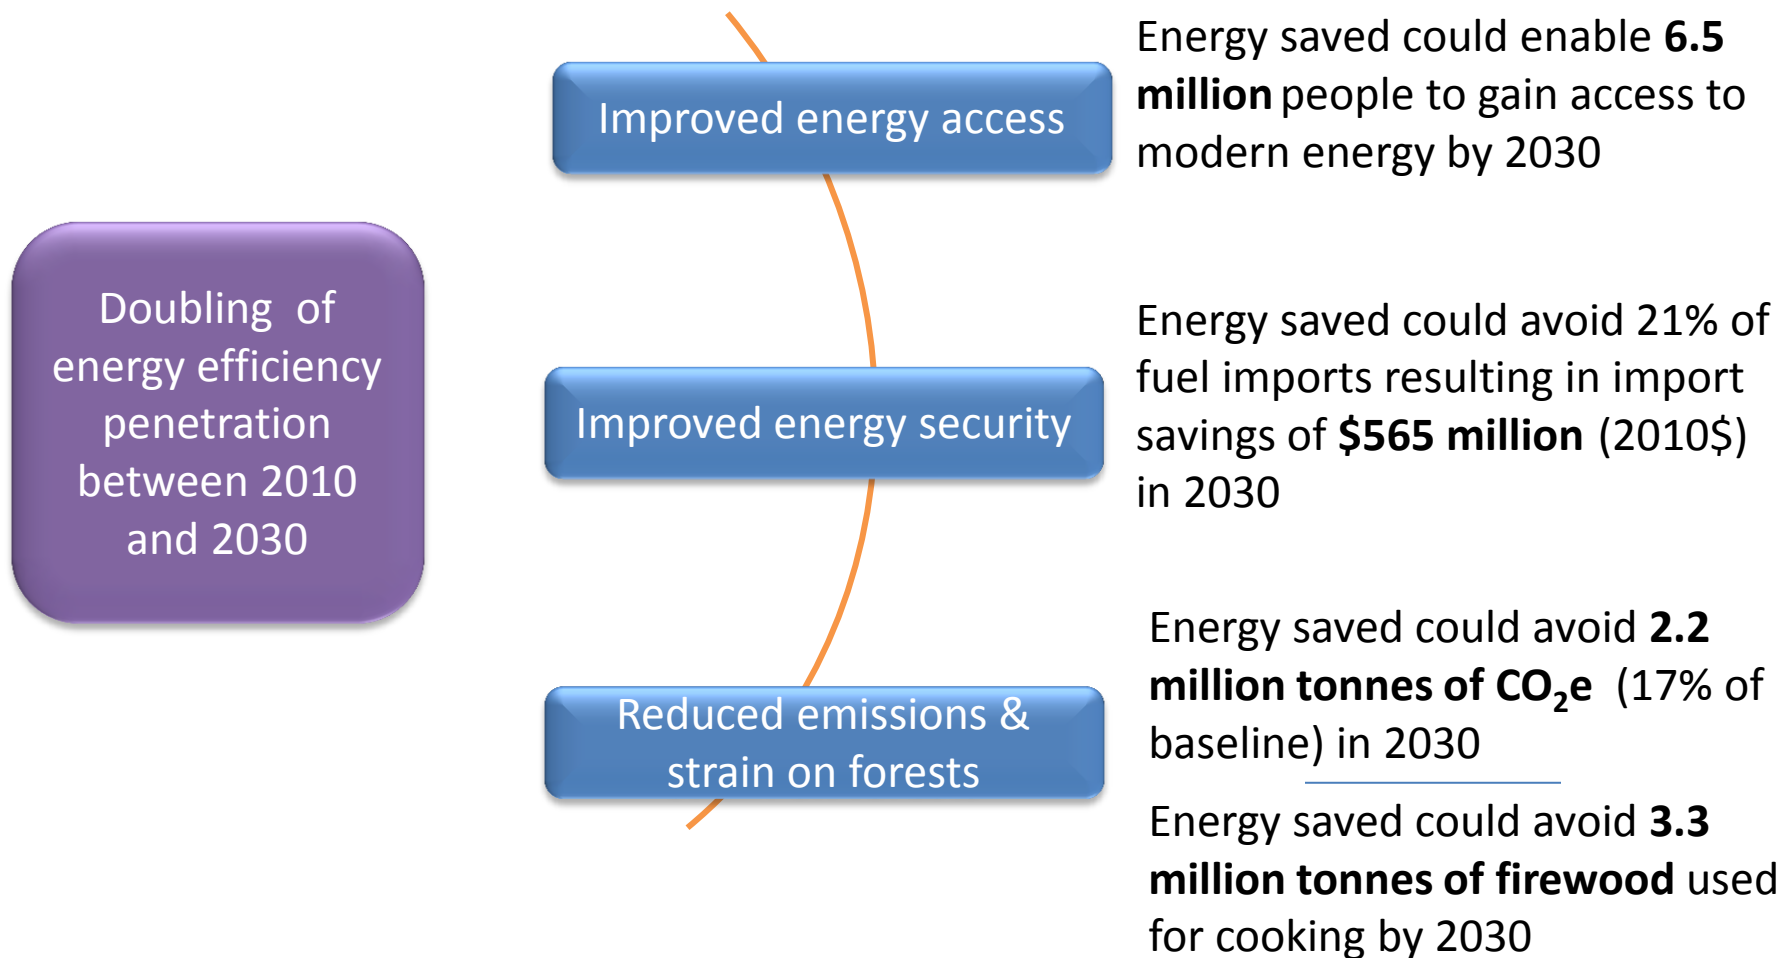 Doubling of
energy efficiency
penetration
between 2010
and 2030
Improved energy access
Energy saved could enable 6.5
million people to gain access to
modern energy by 2030
Improved energy security
Energy saved could avoid 21% of
fuel imports resulting in import
savings of $565 million (2010$)
in 2030
Reduced emissions &
strain on forests
Energy saved could avoid 2.2
million tonnes of CO₂e (17% of
baseline) in 2030
Energy saved could avoid 3.3
million tonnes of firewood used
for cooking by 2030